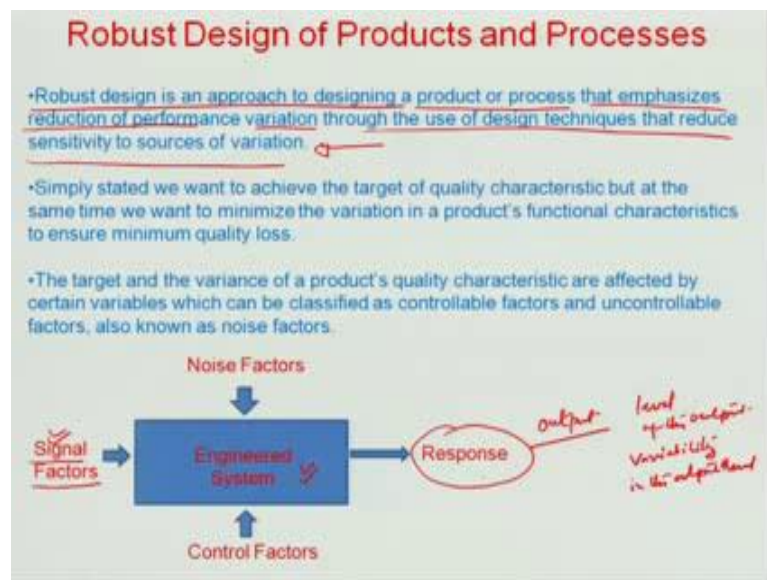 Robust Design of Products and Processes
•Robust design is an approach to designing a product or process that emphasizes
reduction of performance variation through the use of design techniques that reduce
sensitivity to sources of variation.
•Simply stated we want to achieve the target of quality characteristic but at the
same time we want to minimize the variation in a product's functional characteristics
to ensure minimum quality loss.
•The target and the variance of a product's quality characteristic are affected by
certain variables which can be classified as controllable factors and uncontrollable
factors, also known as noise factors.
Noise Factors
Signal
Factors
Engineered
System
Response
output
level
of the output.
variability
in the output level
Control Factors